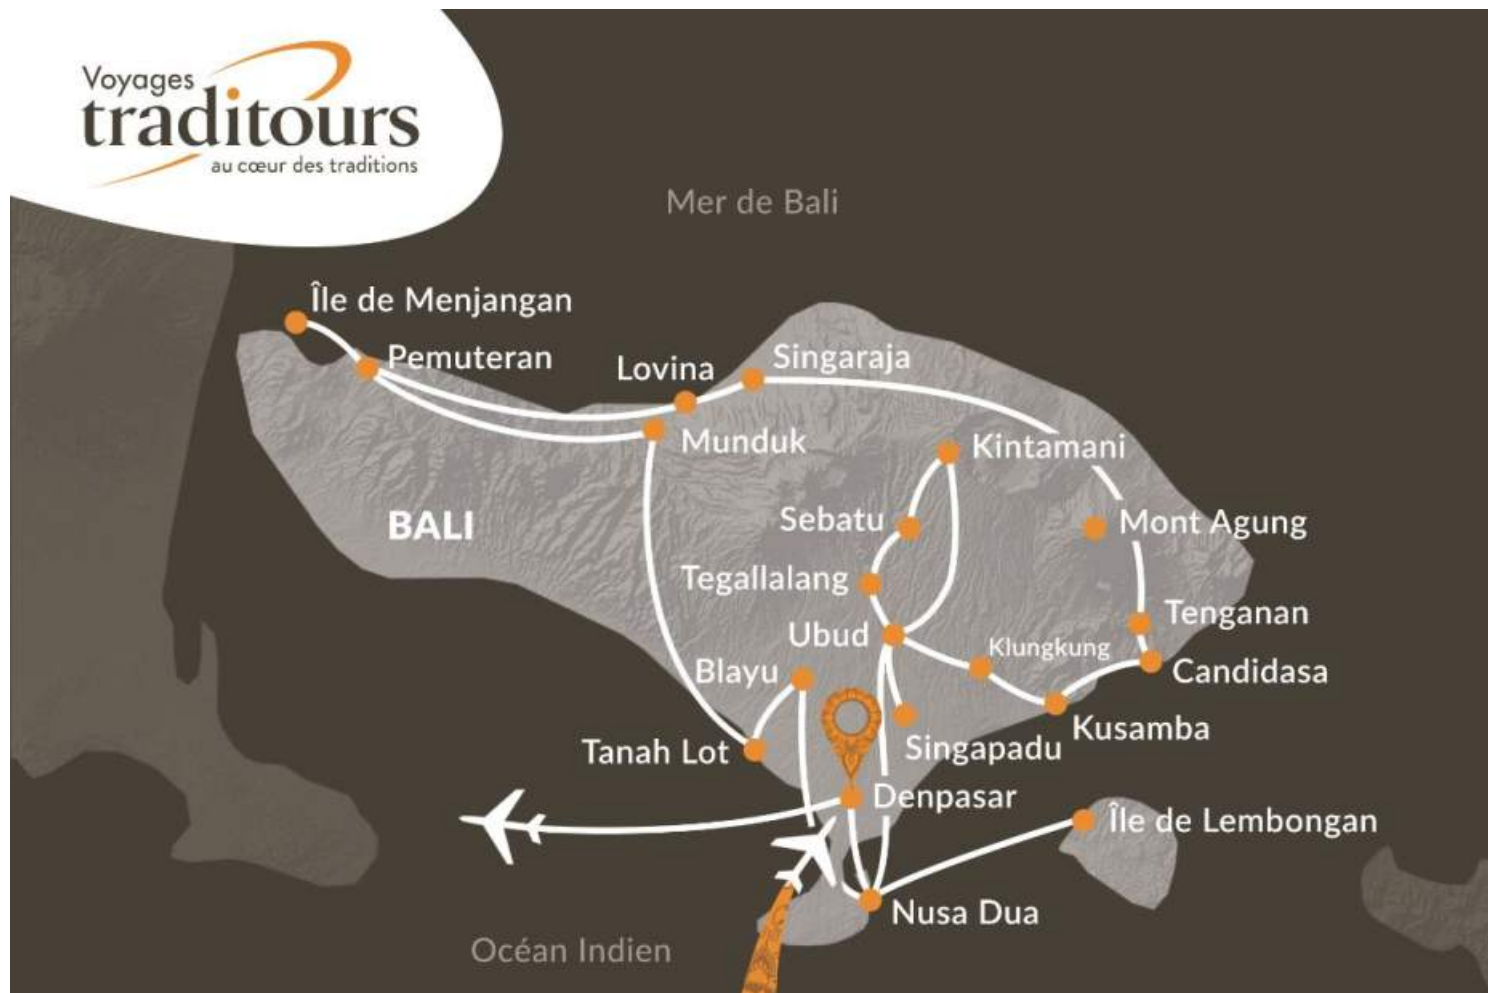 Voyages
traditours
au cœur des traditions
Mer de Bali
Île de Menjangan
Pemuteran
Lovina
Singaraja
Munduk
Kintamani
BALI
Sebatu
Mont Agung
Tegallalang
Tenganan
Ubud
Klungkung
Blayu
Candidasa
Kusamba
Tanah Lot
Singapadu
Denpasar
Île de Lembongan
Nusa Dua
Océan Indien